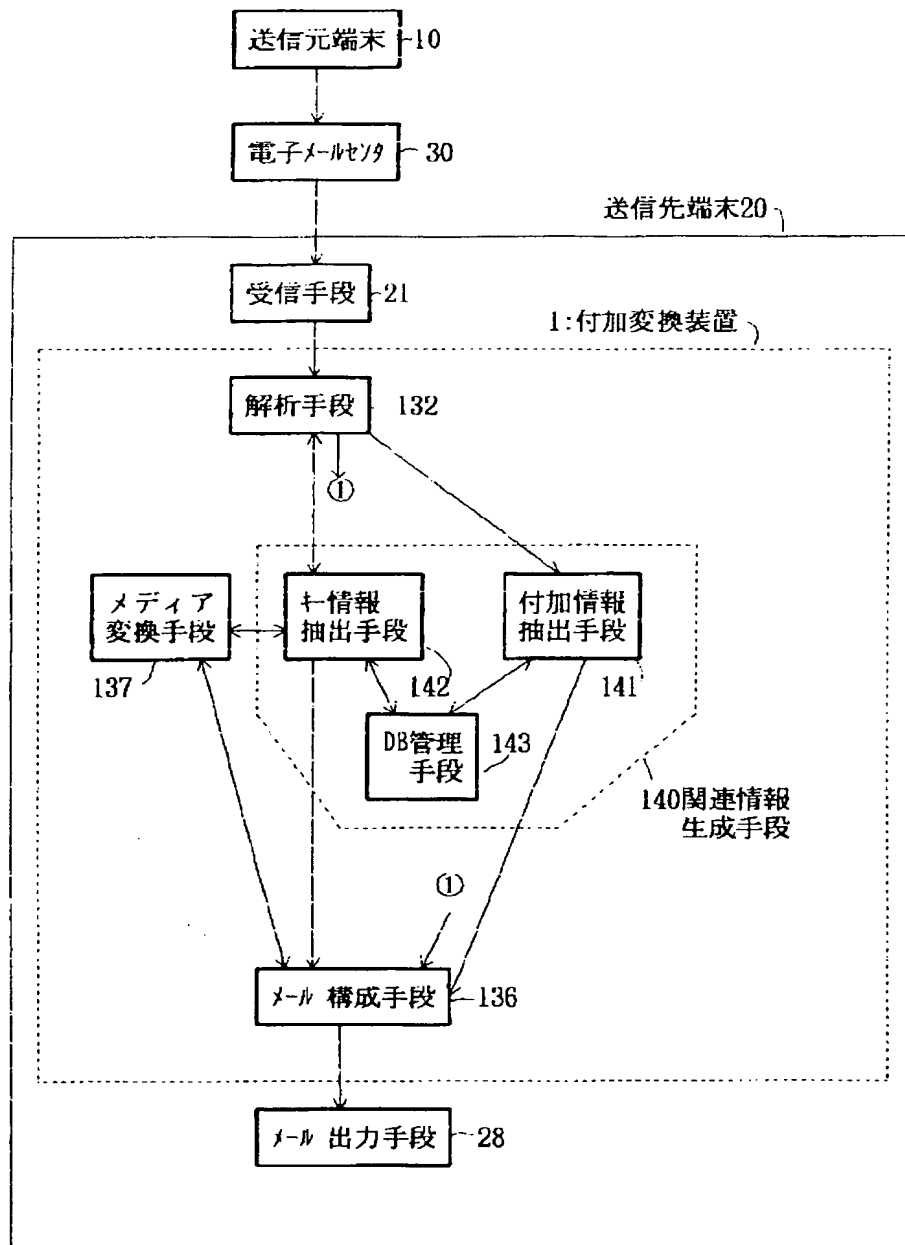 送信元端末
10
電子メールセンタ
30
送信先端末20
受信手段
21
1:付加変換装置
解析手段
132
①
メディア
変換手段
137
キー情報
抽出手段
142
付加情報
抽出手段
141
DB管理
手段
143
140関連情報
生成手段
①
メール 構成手段
136
メール 出力手段
28